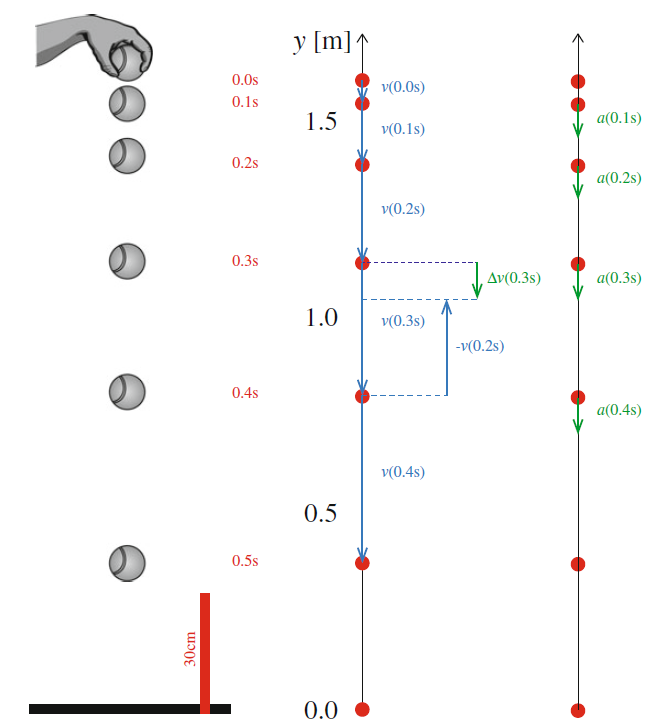 y [m]
0.0s
v(0.0s)
0.1s
1.5
v(0.1s)
a(0.1s)
0.2s
a(0.2s)
v(0.2s)
0.3s
Δv(0.3s)
a(0.3s)
1.0
v(0.3s)
-v(0.2s)
0.4s
a(0.4s)
v(0.4s)
0.5
0.5s
30cm
0.0